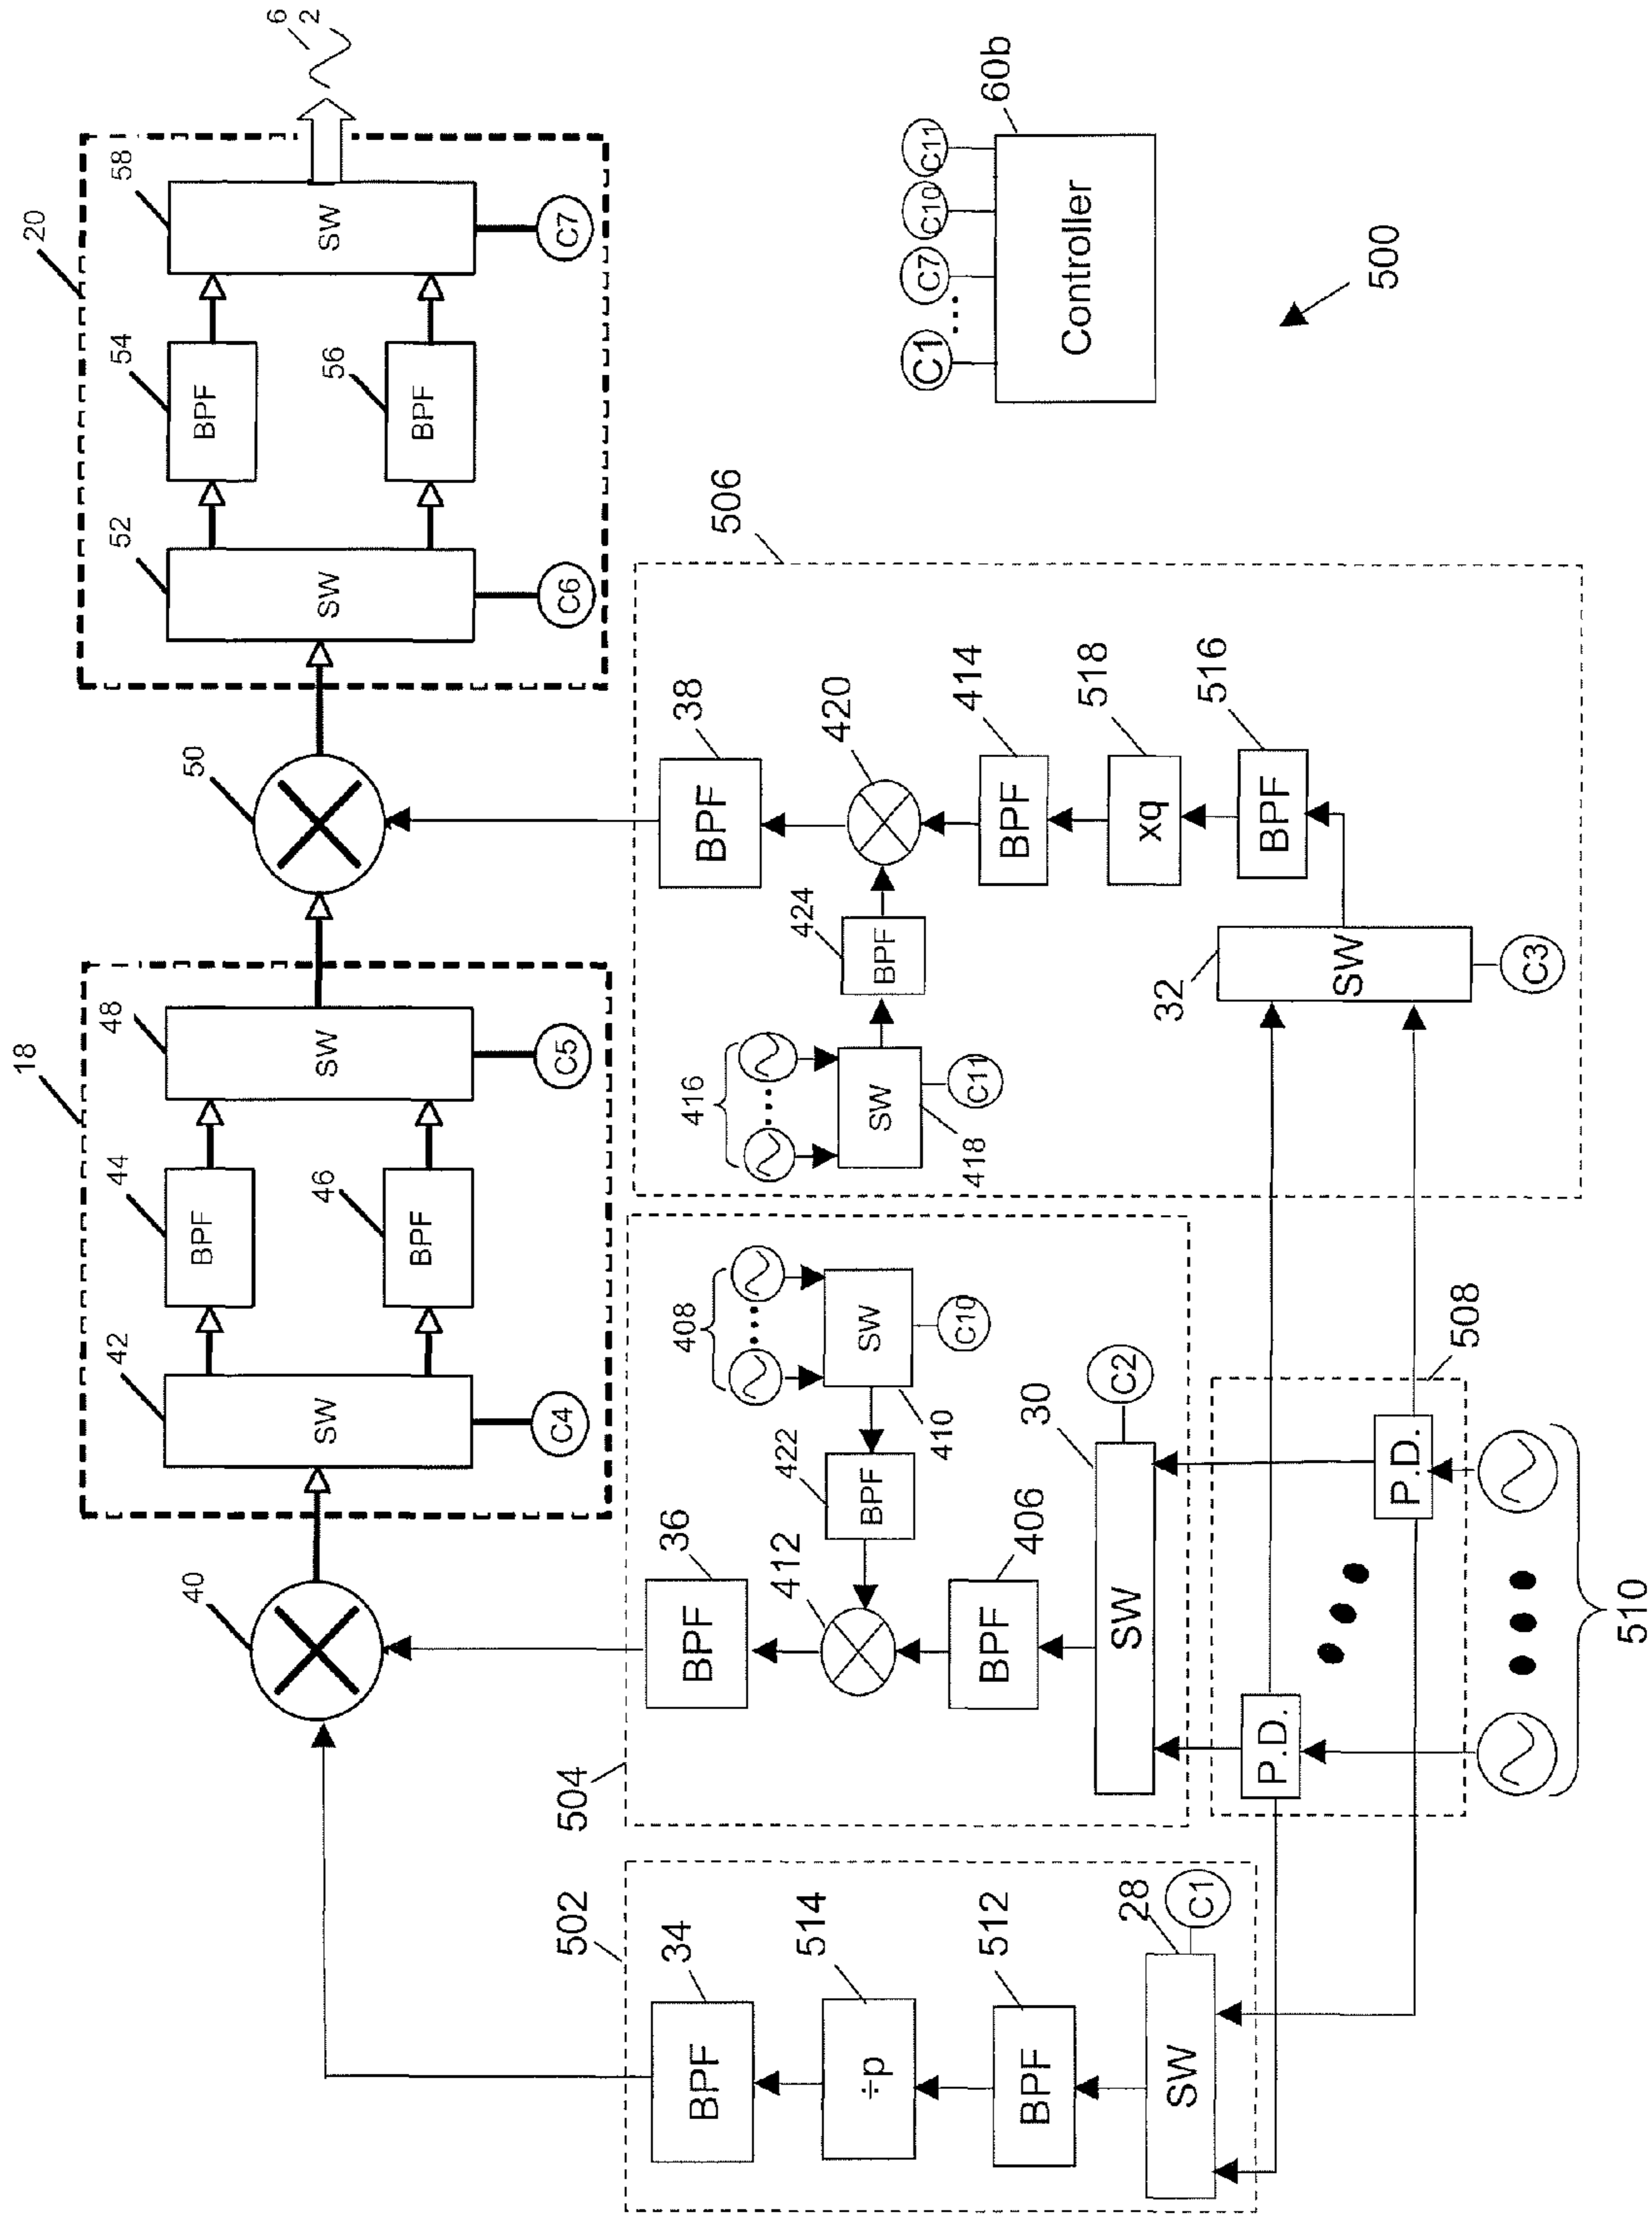 6
2
20
58
SW
C7
54
BPF
56
BPF
52
SW
C6
50
18
48
SW
C5
44
BPF
46
BPF
42
SW
C4
40
C1
C7
C10
C11
60b
Controller
500
506
38
BPF
420
414
BPF
518
xq
516
BPF
424
BPF
416
SW
C11
418
32
SW
C3
504
36
BPF
412
406
BPF
422
BPF
408
SW
C10
410
30
SW
C2
508
P.D.
P.D.
510
502
34
BPF
514
÷p
512
BPF
28
SW
C1